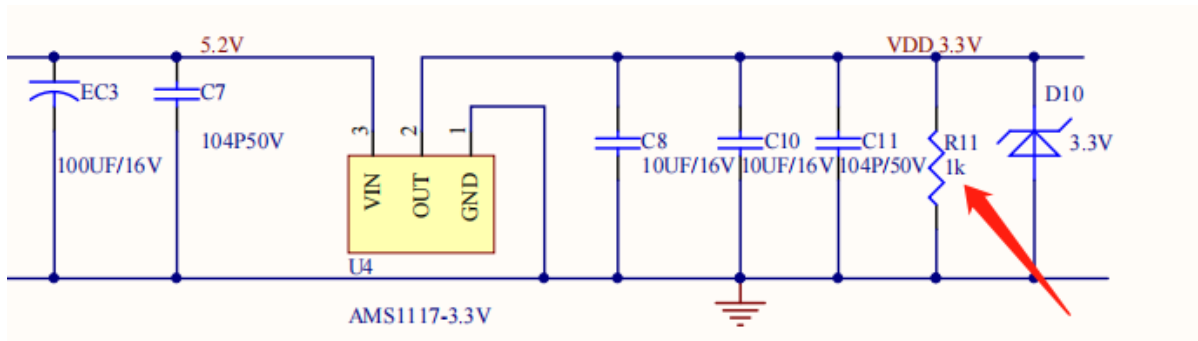 5.2V
VDD 3.3V
EC3
100UF/16V
C7
104P50V
3
2
1
VIN
OUT
GND
U4
AMS1117-3.3V
C8
10UF/16V
C10
10UF/16V
C11
104P/50V
R11
1k
D10
3.3V